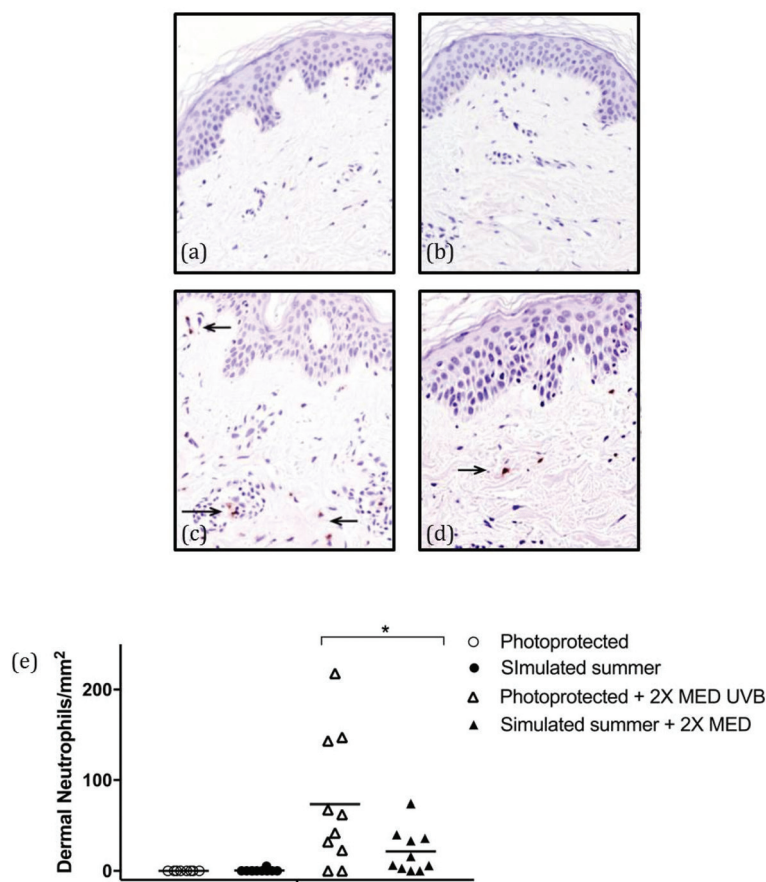 (a)
(b)
(c)
(d)
(e)
*
Dermal Neutrophils/mm²
200
100
0
Photoprotected
SImulated summer
Photoprotected + 2X MED UVB
Simulated summer + 2X MED